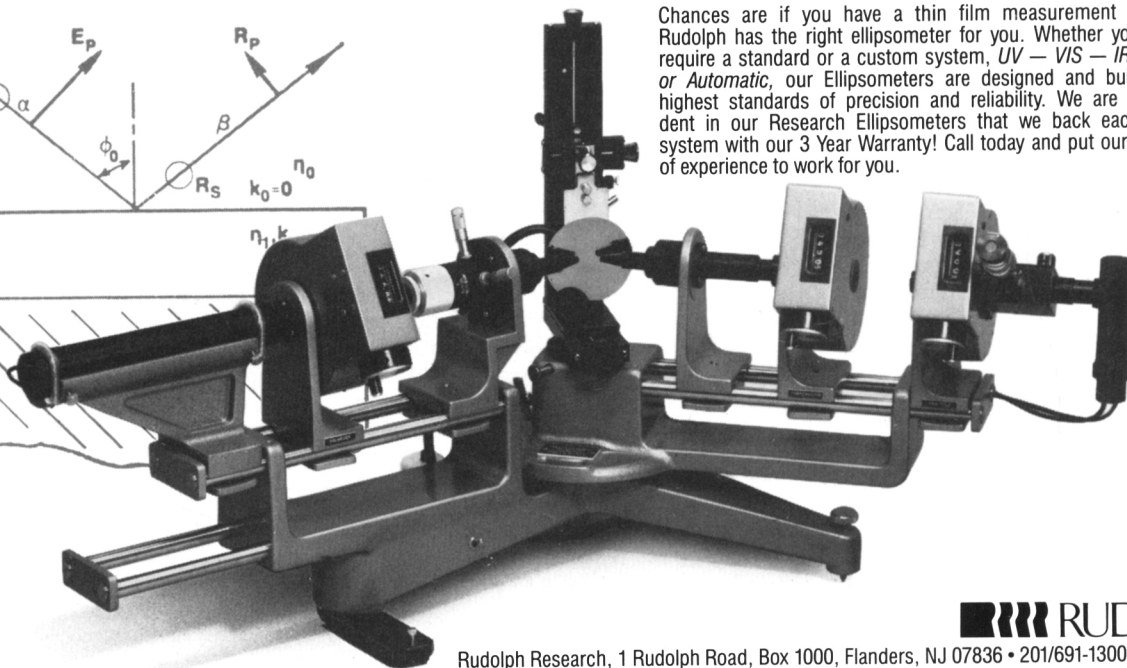 Chances are if you have a thin film measurement
Rudolph has the right ellipsometer for you. Whether yo
require a standard or a custom system, UV — VIS — IR
or Automatic, our Ellipsometers are designed and bu
highest standards of precision and reliability. We are
dent in our Research Ellipsometers that we back eac
system with our 3 Year Warranty! Call today and put our
of experience to work for you.
Ep
Rp
α
β
ϕ0
Rs
k0=0
η0
η1, k
RUD
Rudolph Research, 1 Rudolph Road, Box 1000, Flanders, NJ 07836 • 201/691-1300